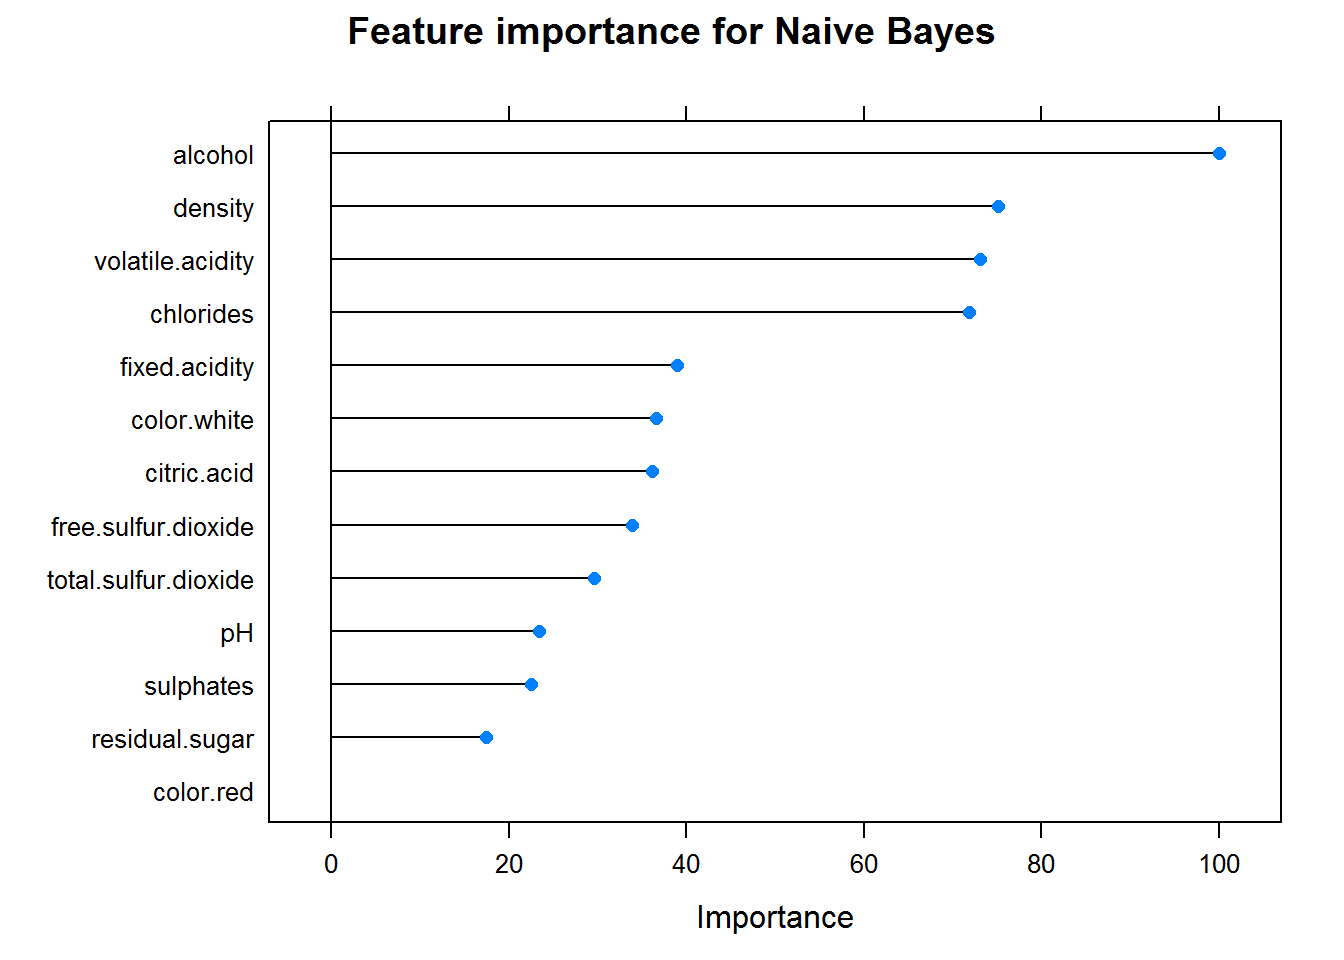 Feature importance for Naive Bayes
alcohol
density
volatile.acidity
chlorides
fixed.acidity
color.white
citric.acid
free.sulfur.dioxide
total.sulfur.dioxide
pH
sulphates
residual.sugar
color.red
0 20 40 60 80 100
Importance